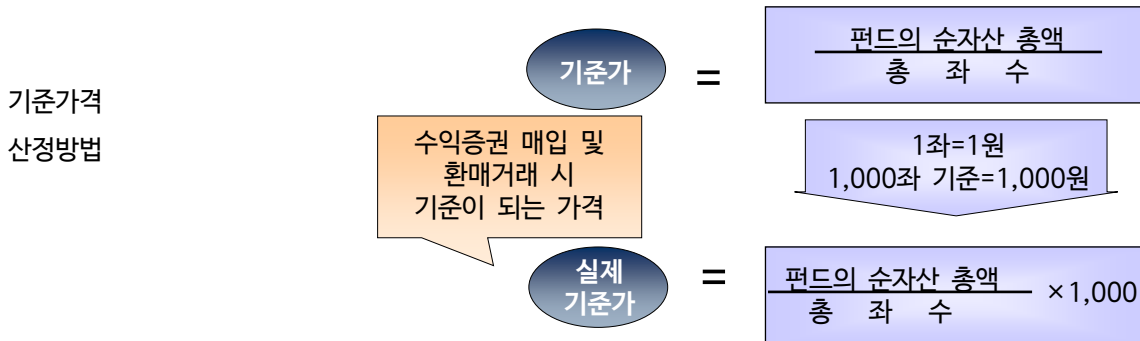 기준가격
산정방법
기준가
=
펀드의 순자산 총액
총 좌 수
수익증권 매입 및
환매거래 시
기준이 되는 가격
1좌=1원
1,000좌 기준=1,000원
실제
기준가
=
펀드의 순자산 총액
총 좌 수
×1,000